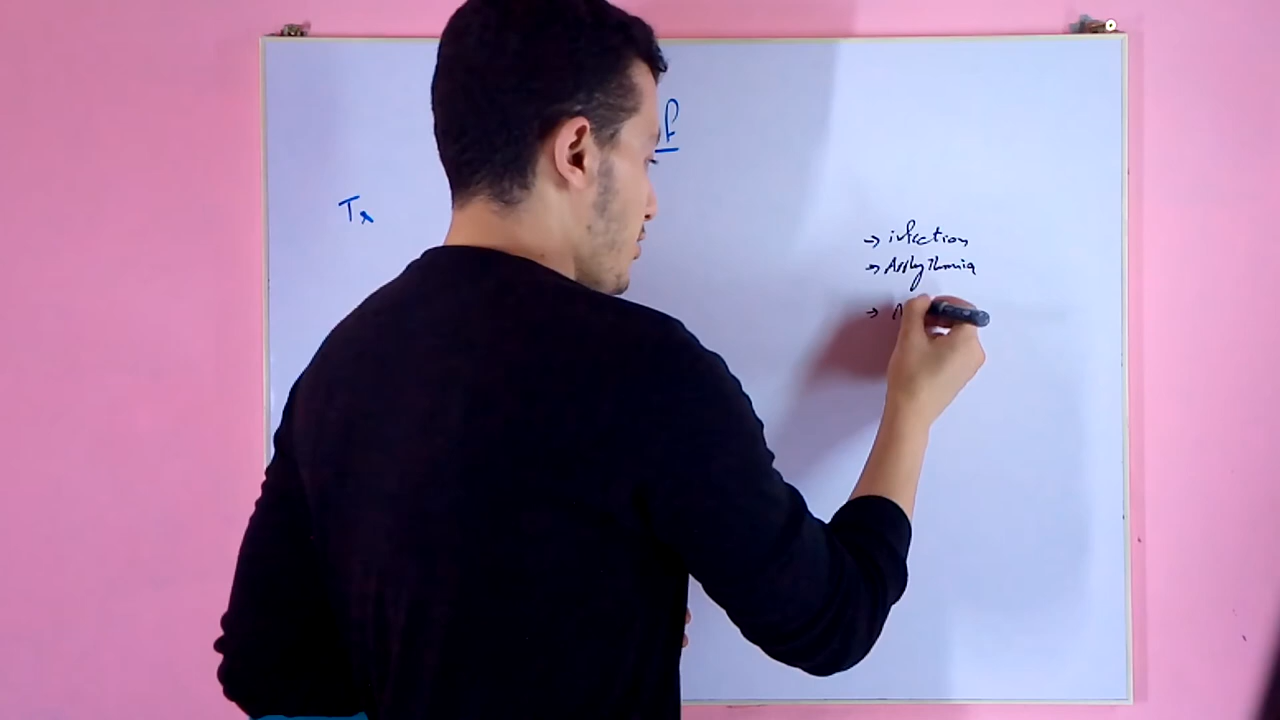 Tx
→ infection
→ Arrhythmia
→